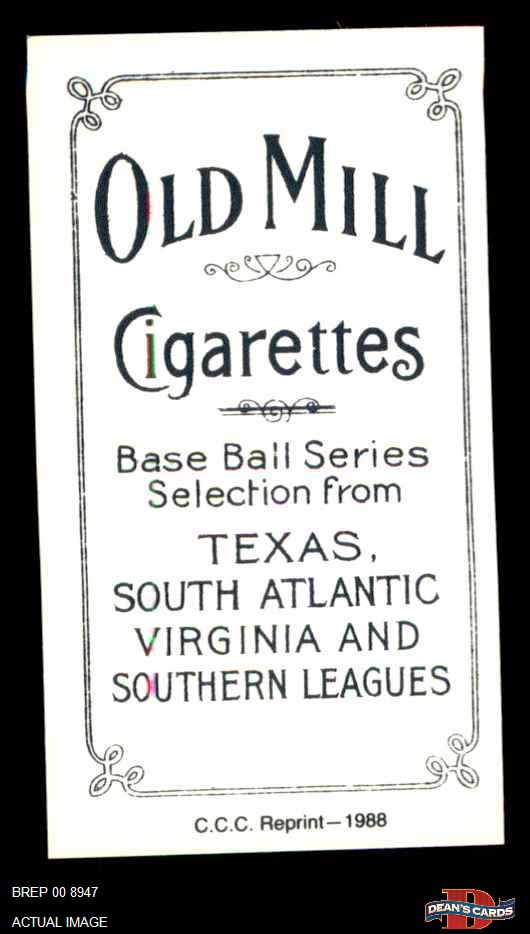 OLD MILL
Cigarettes
Base Ball Series
Selection from
TEXAS,
SOUTH ATLANTIC
VIRGINIA AND
SOUTHERN LEAGUES
C.C.C. Reprint—1988
BREP 00 8947
ACTUAL IMAGE
D
DEAN'S CARDS